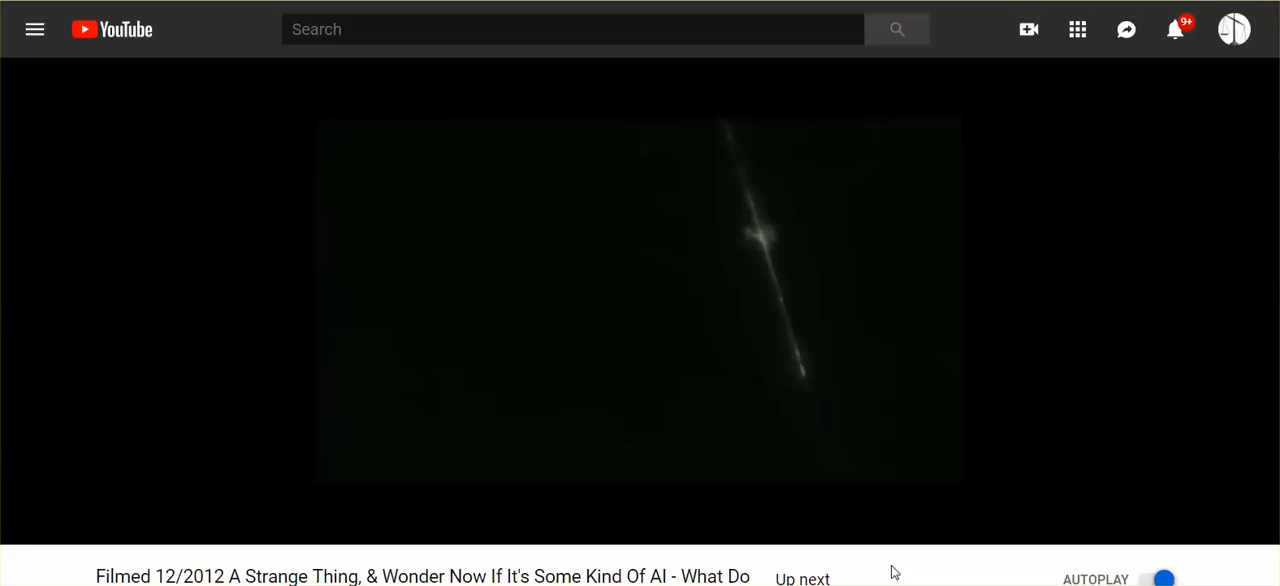 YouTube
Search
9+
Filmed 12/2012 A Strange Thing, & Wonder Now If It's Some Kind Of AI - What Do
Up next
AUTOPLAY